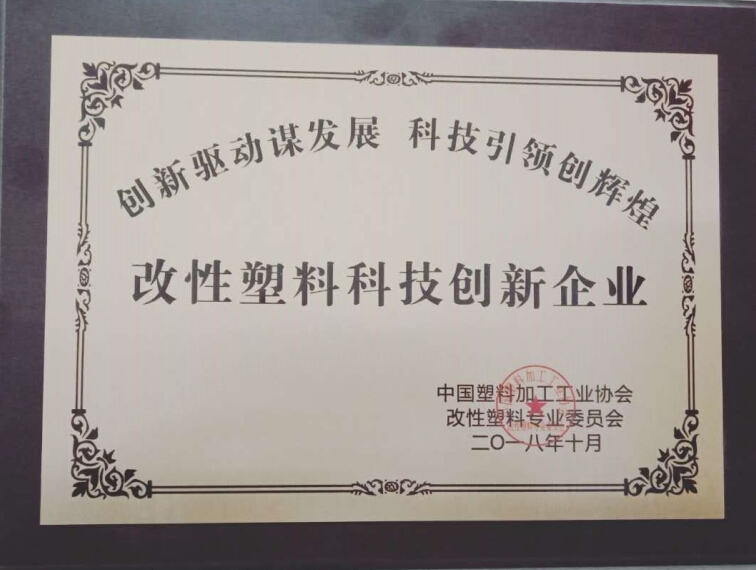 创新驱动谋发展 科技引领创辉煌
改性塑料科技创新企业
中国塑料加工工业协会
改性塑料专业委员会
二〇一八年十月